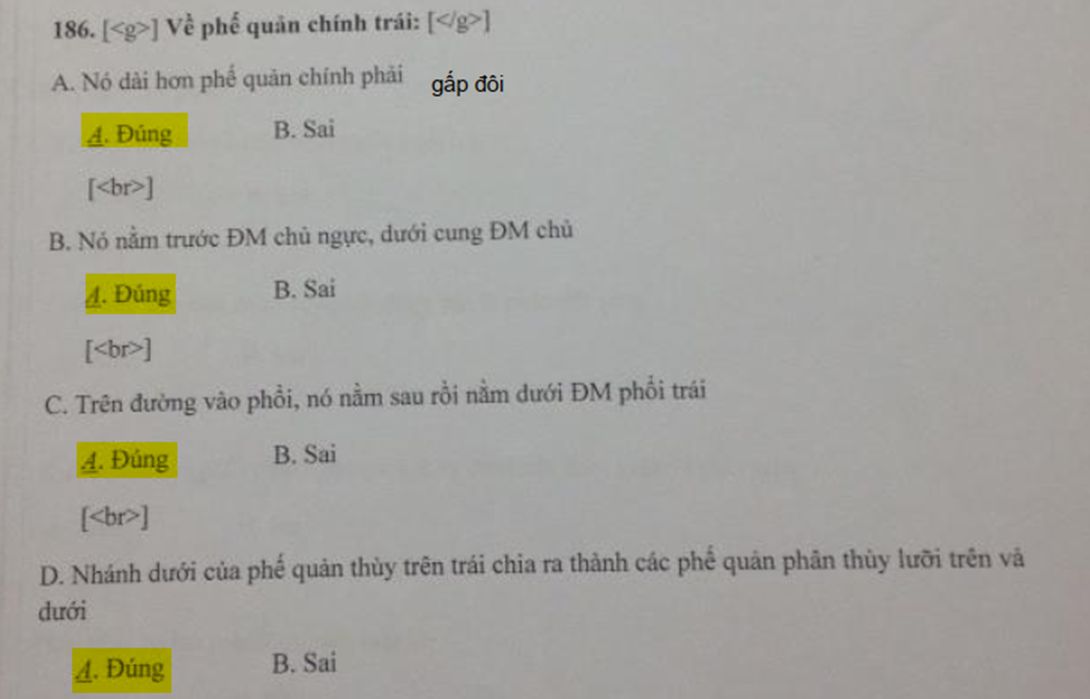 186. [<g>] Về phế quản chính trái: [</g>]
A. Nó dài hơn phế quản chính phải gấp đôi
A. Đúng B. Sai
[<br>]
B. Nó nằm trước ĐM chủ ngực, dưới cung ĐM chủ
A. Đúng B. Sai
[<br>]
C. Trên đường vào phổi, nó nằm sau rồi nằm dưới ĐM phổi trái
A. Đúng B. Sai
[<br>]
D. Nhánh dưới của phế quản thùy trên trái chia ra thành các phế quản phân thùy lưỡi trên và
dưới
A. Đúng B. Sai